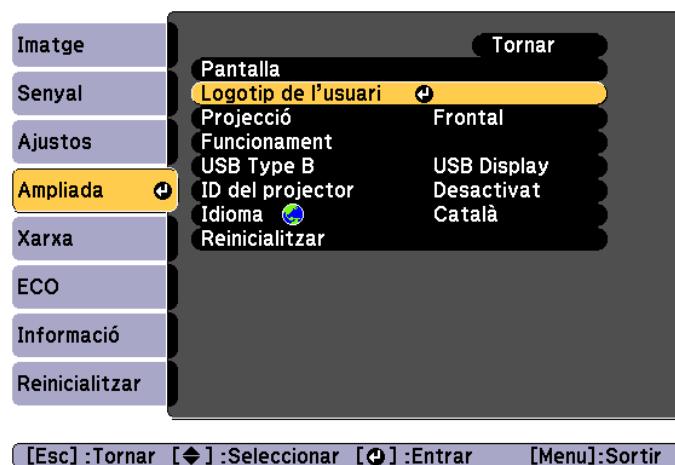 Imatge
Senyal
Ajustos
Ampliada
Xarxa
ECO
Informació
Reinicialitzar
Tornar
Pantalla
Logotip de l'usuari
Projecció Frontal
Funcionament
USB Type B USB Display
ID del projector Desactivat
Idioma Català
Reinicialitzar
[Esc] :Tornar [ ] :Seleccionar [ ] :Entrar [Menu]:Sortir